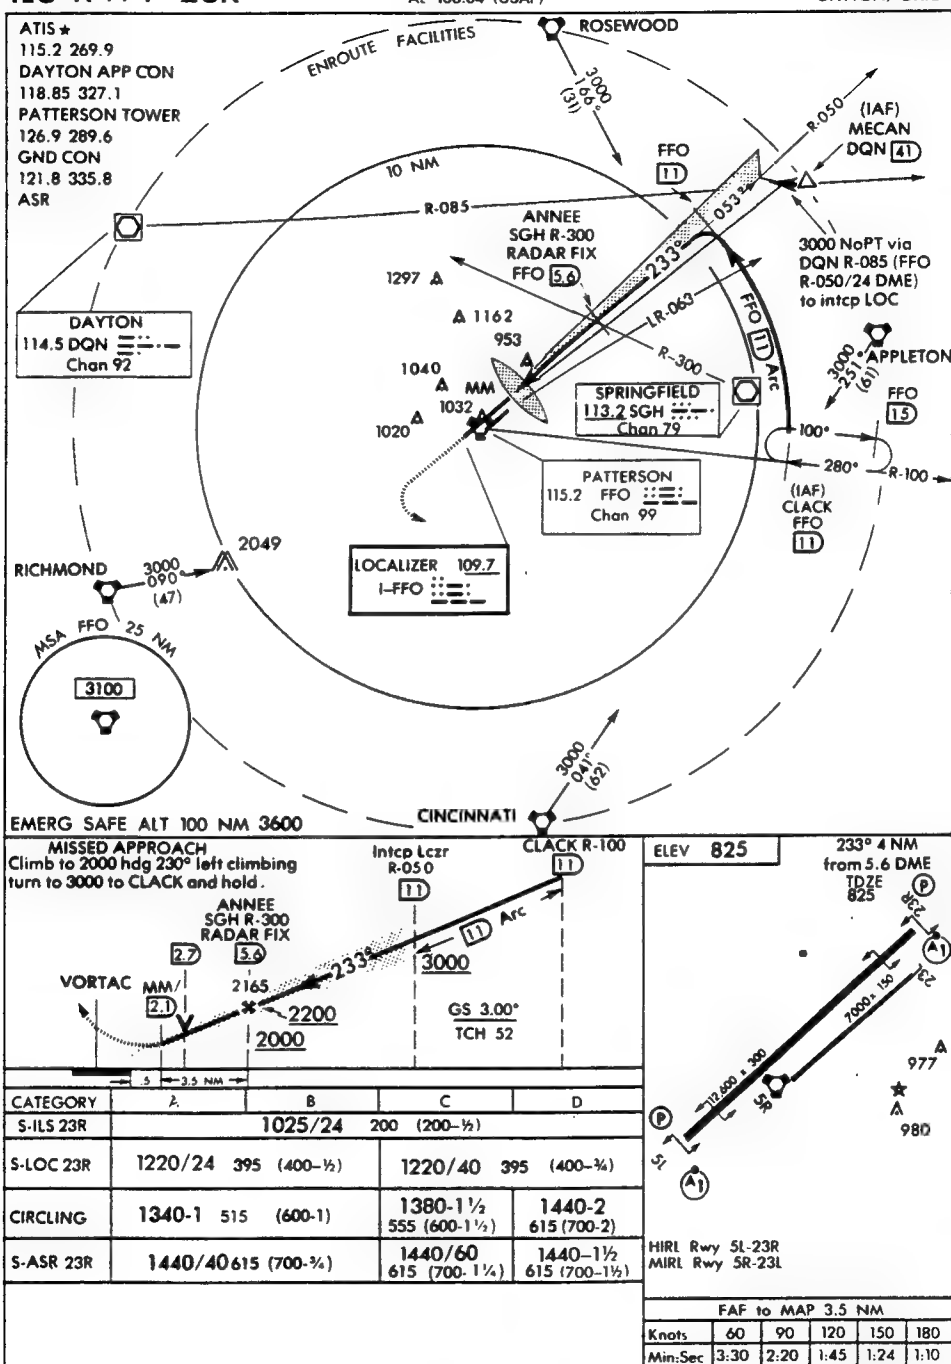 ATIS ★
115.2 269.9
DAYTON APP CON
118.85 327.1
PATTERSON TOWER
126.9 289.6
GND CON
121.8 335.8
ASR
ENROUTE FACILITIES
ROSEWOOD
3000
166°
(31)
10 NM
FFO
11
R-050
(IAF)
MECAN
DQN 41
R-085
053°
ANNEE
SGH R-300
RADAR FIX
FFO 5.6
233°
3000 NoPT via
DQN R-085 (FFO
R-050/24 DME)
to intcp LOC
1297
1162
953
LR-063
FFO 11 Arc
R-300
DAYTON
114.5 DQN
Chan 92
1040
MM
1032
1020
3000
251°
(61)
APPLETON
SPRINGFIELD
113.2 SGH
Chan 79
FFO
15
100°
280°
R-100
PATTERSON
115.2 FFO
Chan 99
(IAF)
CLACK
FFO
11
LOCALIZER 109.7
I-FFO
2049
RICHMOND
3000
090
(47)
MSA FFO 25 NM
3100
3000
041°
(62)
CINCINNATI
EMERG SAFE ALT 100 NM 3600
MISSED APPROACH
Climb to 2000 hdg 230° left climbing
turn to 3000 to CLACK and hold.
Intcp Lczr
R-050
11
CLACK R-100
11
ANNEE
SGH R-300
RADAR FIX
5.6
2.7
VORTAC
MM/
2.1
2165
233°
11 Arc
3000
2200
2000
GS 3.00°
TCH 52
.5
3.5 NM
ELEV 825
233° 4 NM
from 5.6 DME
TDZE
825
P
23R
A1
23L
7000 x 150
12,600 x 300
977
980
5R
P
5L
A1
HIRL Rwy 5L-23R
MIRL Rwy 5R-23L
CATEGORY A B C D
S-ILS 23R 1025/24 200 (200-½)
S-LOC 23R 1220/24 395 (400-½) 1220/40 395 (400-¾)
CIRCLING 1340-1 515 (600-1) 1380-1½ 555 (600-1½) 1440-2 615 (700-2)
S-ASR 23R 1440/40 615 (700-¾) 1440/60 615 (700-1¼) 1440-1½ 615 (700-1½)
FAF to MAP 3.5 NM
Knots 60 90 120 150 180
Min:Sec 3:30 2:20 1:45 1:24 1:10